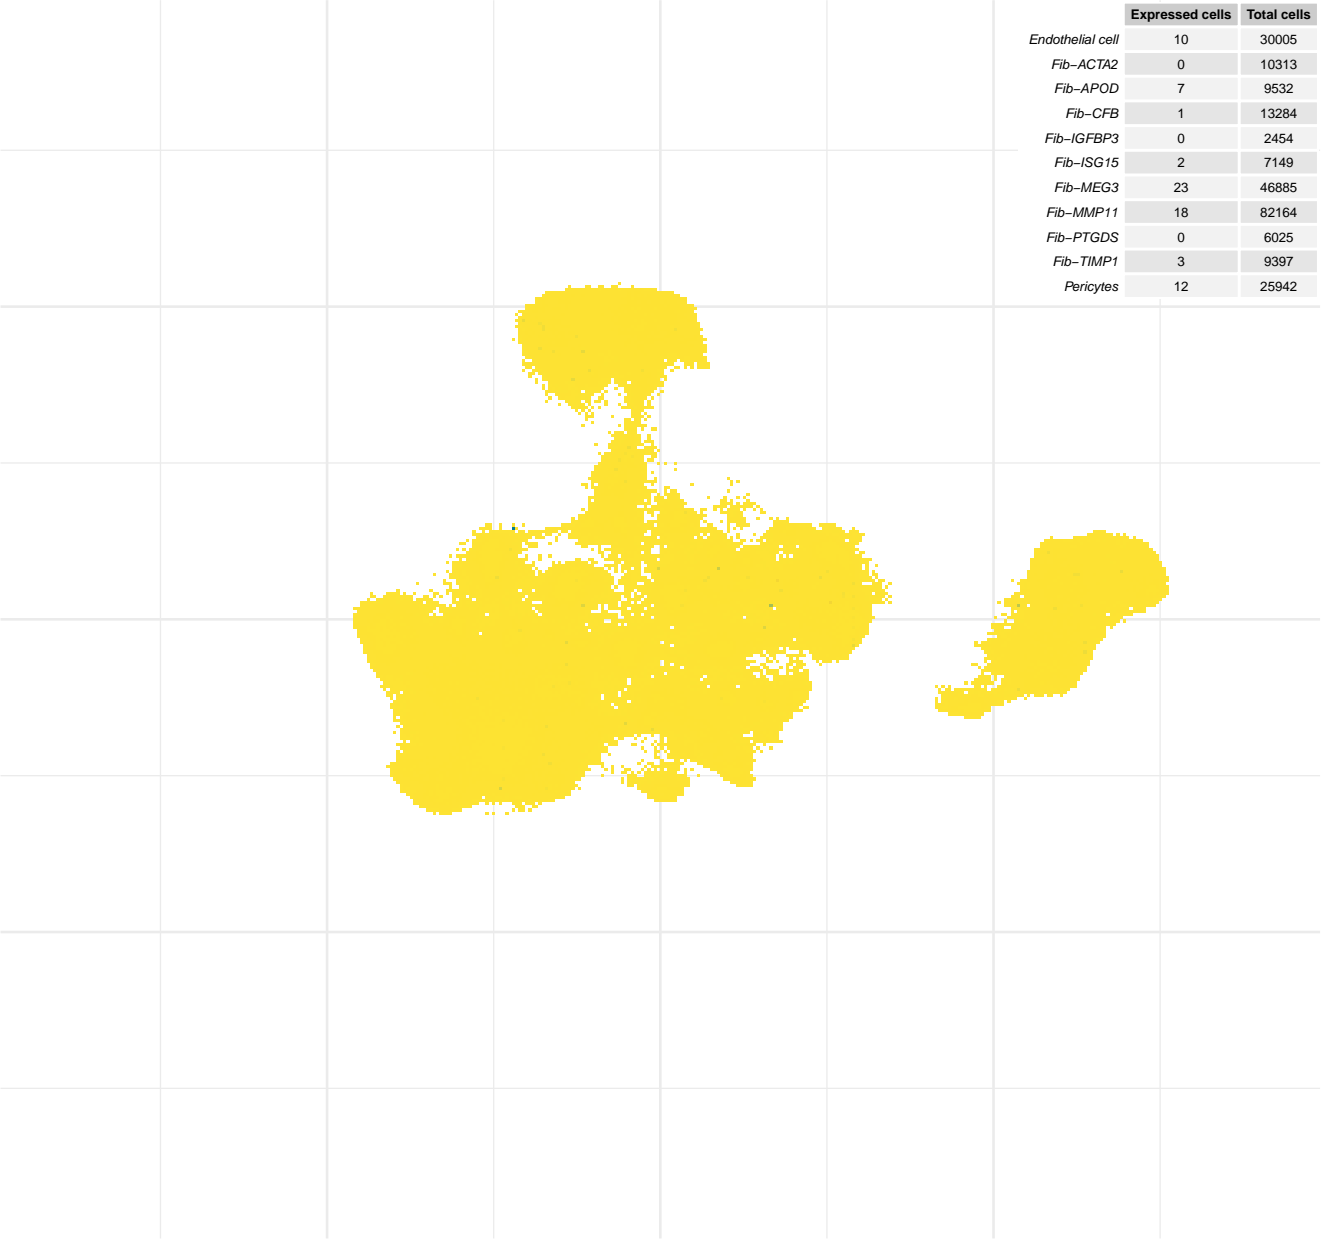 Expressed cells Total cells
Endothelial cell 10 30005
Fib−ACTA2 0 10313
Fib−APOD 7 9532
Fib−CFB 1 13284
Fib−IGFBP3 0 2454
Fib−ISG15 2 7149
Fib−MEG3 23 46885
Fib−MMP11 18 82164
Fib−PTGDS 0 6025
Fib−TIMP1 3 9397
Pericytes 12 25942